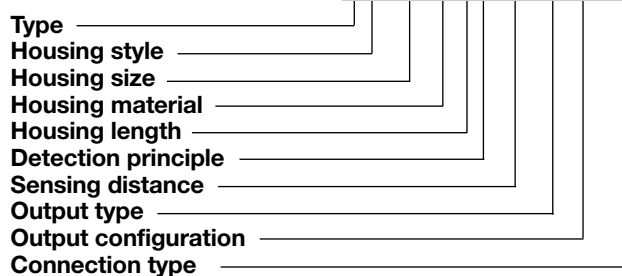 Type
Housing style
Housing size
Housing material
Housing length
Detection principle
Sensing distance
Output type
Output configuration
Connection type